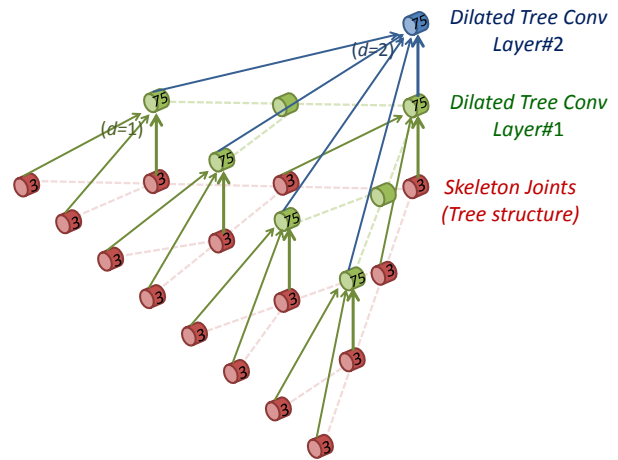 75
Dilated Tree Conv
Layer#2
(d=2)
75
75
Dilated Tree Conv
Layer#1
(d=1)
75
3
3
3
3
Skeleton Joints
(Tree structure)
3
75
3
3
3
75
3
3
3
3
3
3
3